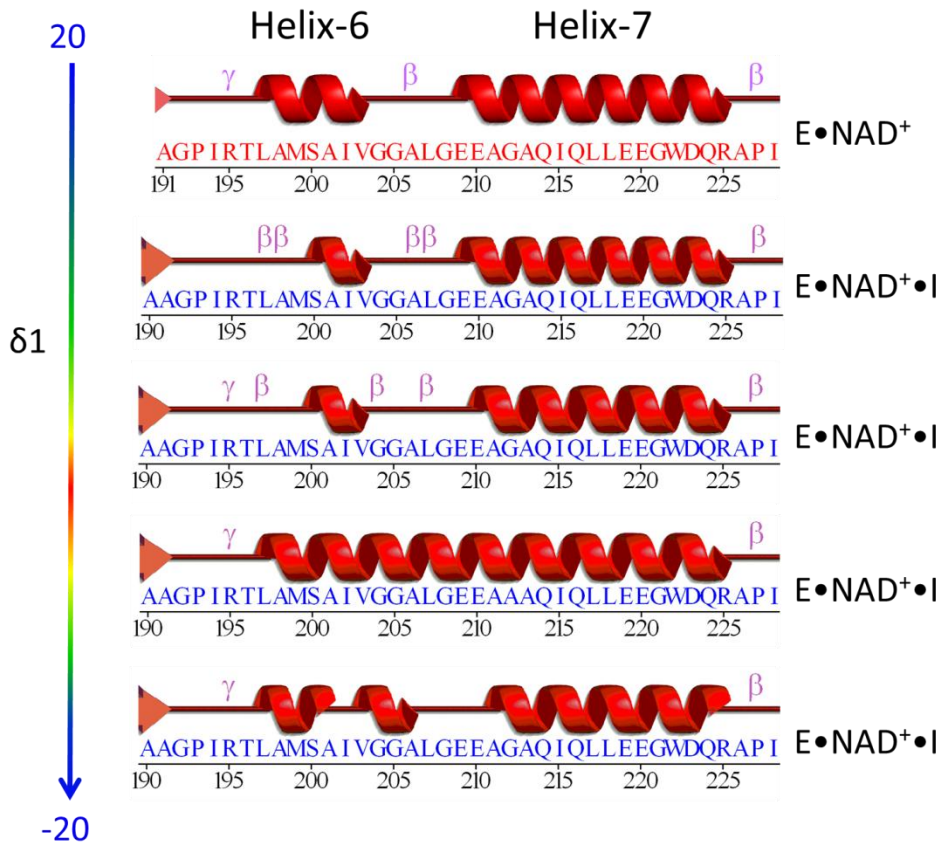 Helix-6 Helix-7
20
γ β β
AGPIRTLAMSAIVGGALGEEAGAQIQLLEEGWDQRAPI
E•NAD⁺
191 195 200 205 210 215 220 225
ββ ββ β
AAGPIRTLAMSAIVGGALGEEAGAQIQLLEEGWDQRAPI
E•NAD⁺•I
190 195 200 205 210 215 220 225
δ1
γ β β β β
AAGPIRTLAMSAIVGGALGEEAGAQIQLLEEGWDQRAPI
E•NAD⁺•I
190 195 200 205 210 215 220 225
γ β
AAGPIRTLAMSAIVGGALGEEAAAQIQLLEEGWDQRAPI
E•NAD⁺•I
190 195 200 205 210 215 220 225
γ β
AAGPIRTLAMSAIVGGALGEEAGAQIQLLEEGWDQRAPI
E•NAD⁺•I
190 195 200 205 210 215 220 225
-20